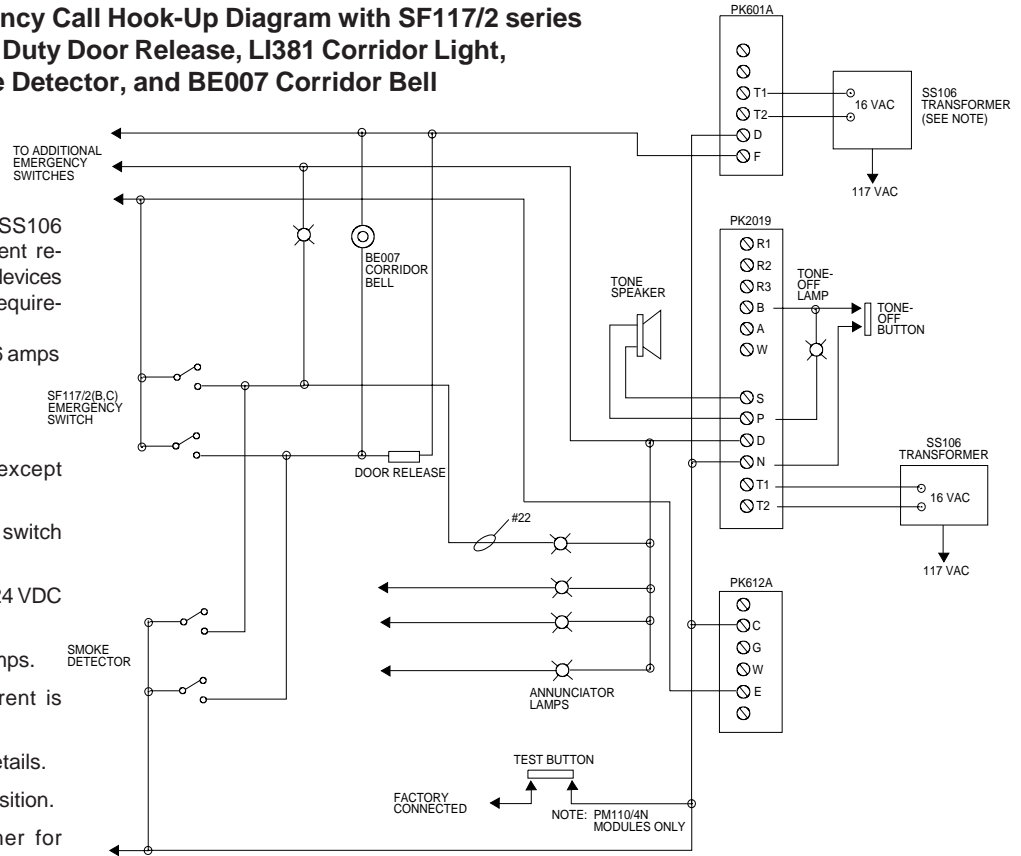 ncy Call Hook-Up Diagram with SF117/2 series
Duty Door Release, LI381 Corridor Light,
Detector, and BE007 Corridor Bell
SS106
ent re-
devices
equire-
amps
except
switch
24 VDC
mps.
rent is
etails.
sition.
her for
TO ADDITIONAL
EMERGENCY
SWITCHES
BE007
CORRIDOR
BELL
SF117/2(B,C)
EMERGENCY
SWITCH
DOOR RELEASE
#22
SMOKE
DETECTOR
ANNUNCIATOR
LAMPS
TEST BUTTON
FACTORY
CONNECTED
NOTE: PM110/4N
MODULES ONLY
TONE
SPEAKER
PK601A
T1
T2
D
F
16 VAC
SS106
TRANSFORMER
(SEE NOTE)
117 VAC
PK2019
R1
R2
R3
B
A
W
S
P
D
N
T1
T2
TONE-
OFF
LAMP
TONE-
OFF
BUTTON
SS106
TRANSFORMER
16 VAC
117 VAC
PK612A
C
G
W
E